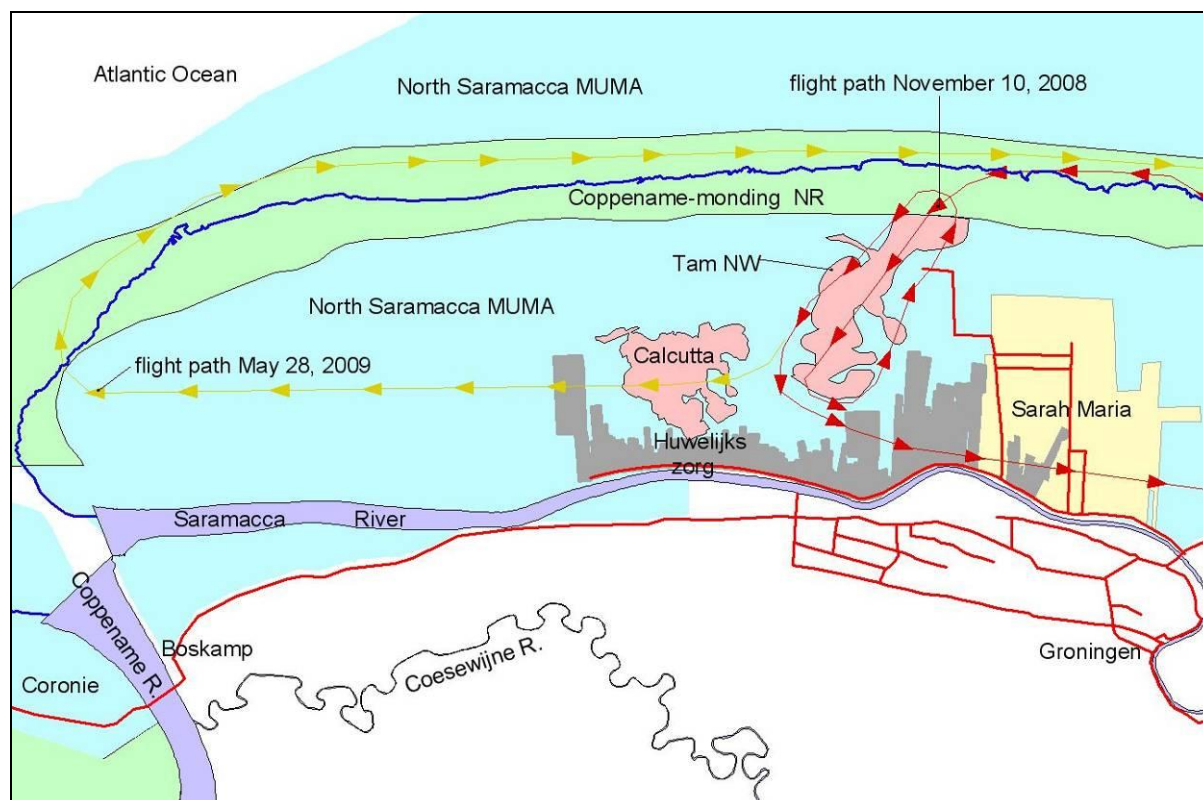 Atlantic Ocean
North Saramacca MUMA
flight path November 10, 2008
Coppename-monding NR
Tam NW
North Saramacca MUMA
Calcutta
flight path May 28, 2009
Sarah Maria
Huwelijks
zorg
Saramacca River
Coppename R.
Boskamp
Coesewijne R.
Groningen
Coronie